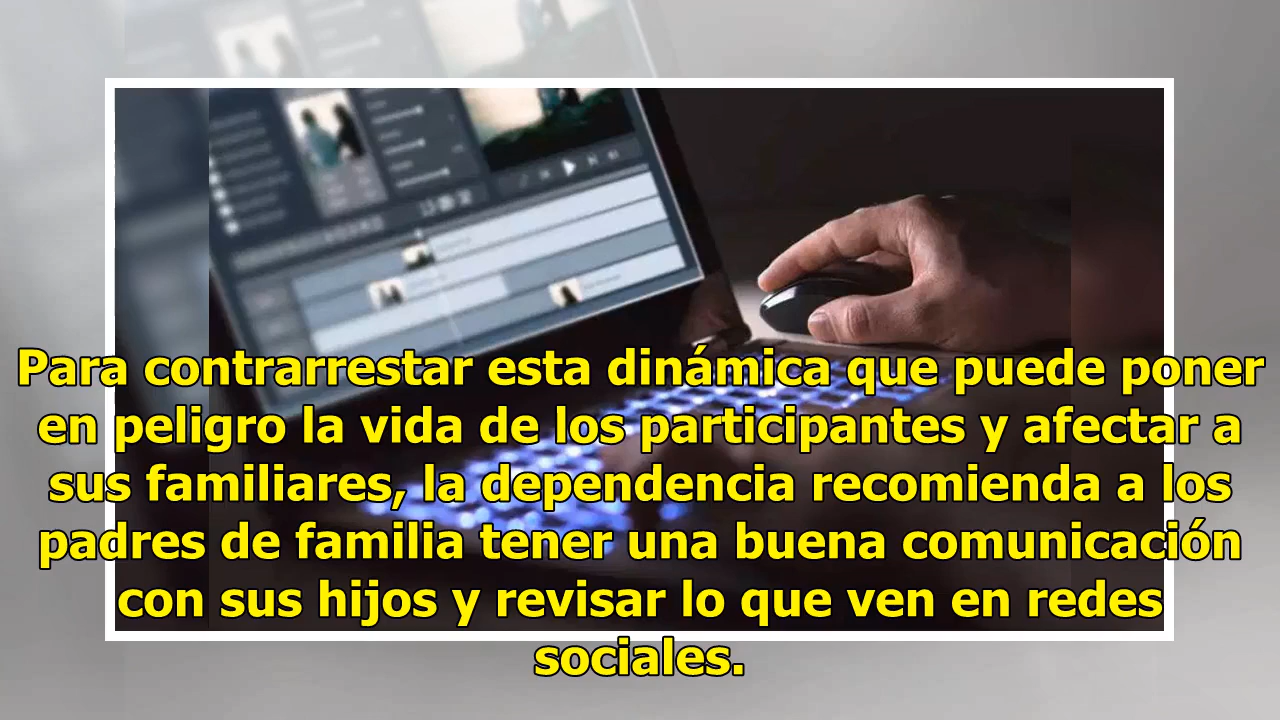 Para contrarrestar esta dinámica que puede poner
en peligro la vida de los participantes y afectar a
sus familiares, la dependencia recomienda a los
padres de familia tener una buena comunicación
con sus hijos y revisar lo que ven en redes
sociales.